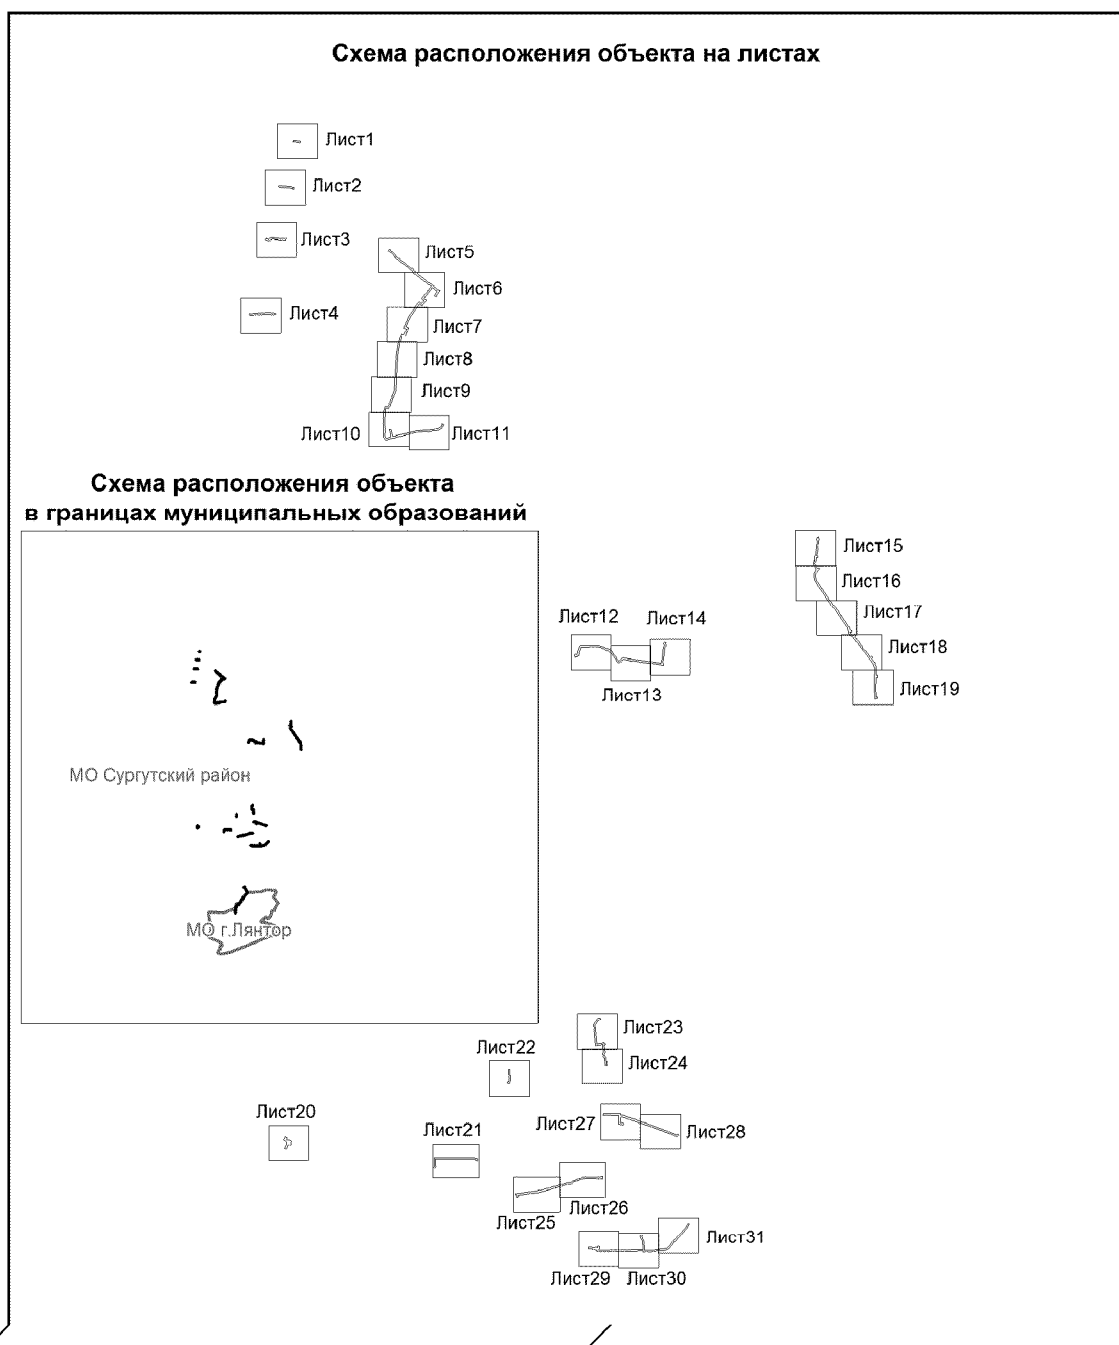 Схема расположения объекта на листах
Лист1
Лист2
Лист3
Лист4
Лист5
Лист6
Лист7
Лист8
Лист9
Лист10
Лист11
Схема расположения объекта
в границах муниципальных образований
МО Сургутский район
МО г.Лянтор
Лист12
Лист14
Лист13
Лист15
Лист16
Лист17
Лист18
Лист19
Лист23
Лист24
Лист22
Лист20
Лист21
Лист27
Лист28
Лист25
Лист26
Лист31
Лист29
Лист30